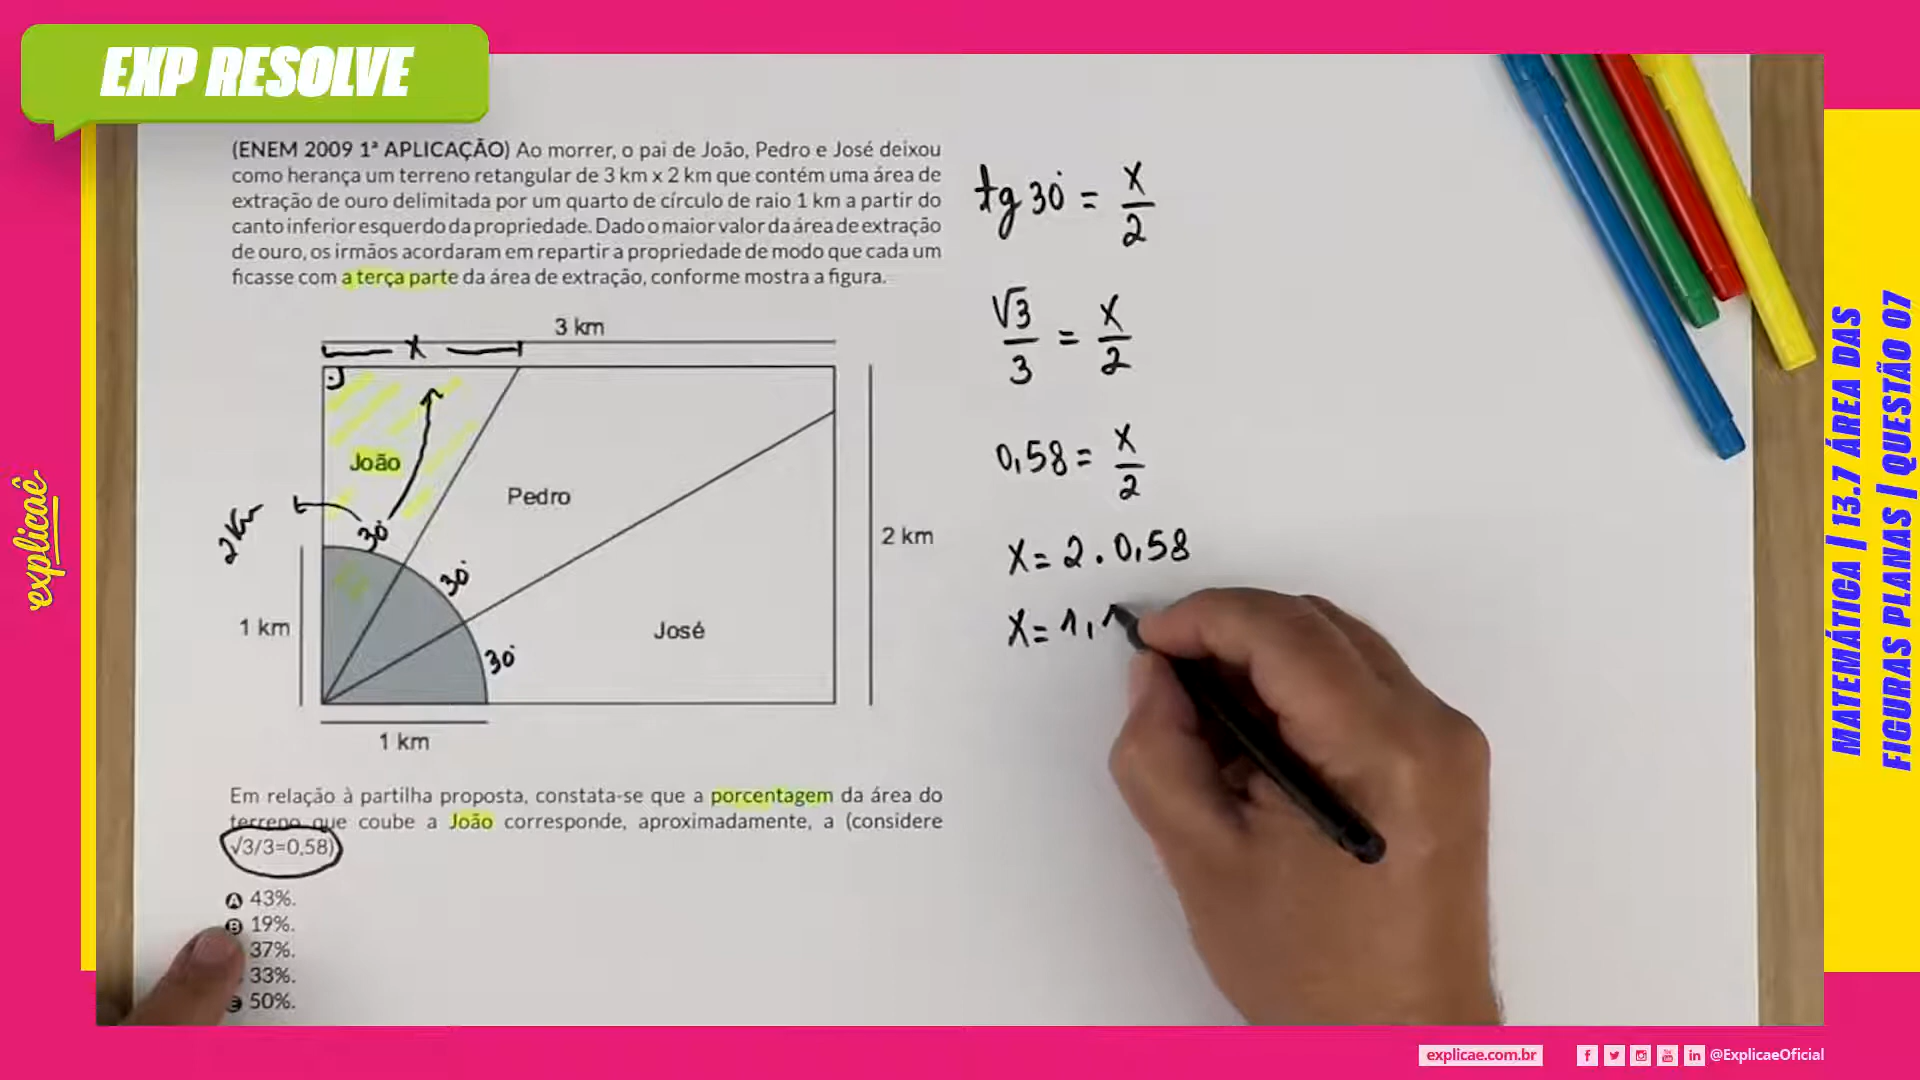 EXP RESOLVE
(ENEM 2009 1ª APLICAÇÃO) Ao morrer, o pai de João, Pedro e José deixou
como herança um terreno retangular de 3 km x 2 km que contém uma área de
extração de ouro delimitada por um quarto de círculo de raio 1 km a partir do
canto inferior esquerdo da propriedade. Dado o maior valor da área de extração
de ouro, os irmãos acordaram em repartir a propriedade de modo que cada um
ficasse com a terça parte da área de extração, conforme mostra a figura.
3 km
x
João
Pedro
José
2 Km
30°
30°
30°
2 km
1 km
1 km
Em relação à partilha proposta, constata-se que a porcentagem da área do
terreno que coube a João corresponde, aproximadamente, a (considere
√3/3=0,58)
A 43%.
B 19%.
37%.
33%.
E 50%.
tg 30° = x/2
√3/3 = x/2
0,58 = x/2
x = 2 . 0,58
x = 1,1
explicaê
MATEMÁTICA | 13.7 ÁREA DAS
FIGURAS PLANAS | QUESTÃO 07
explicae.com.br
@ExplicaeOficial